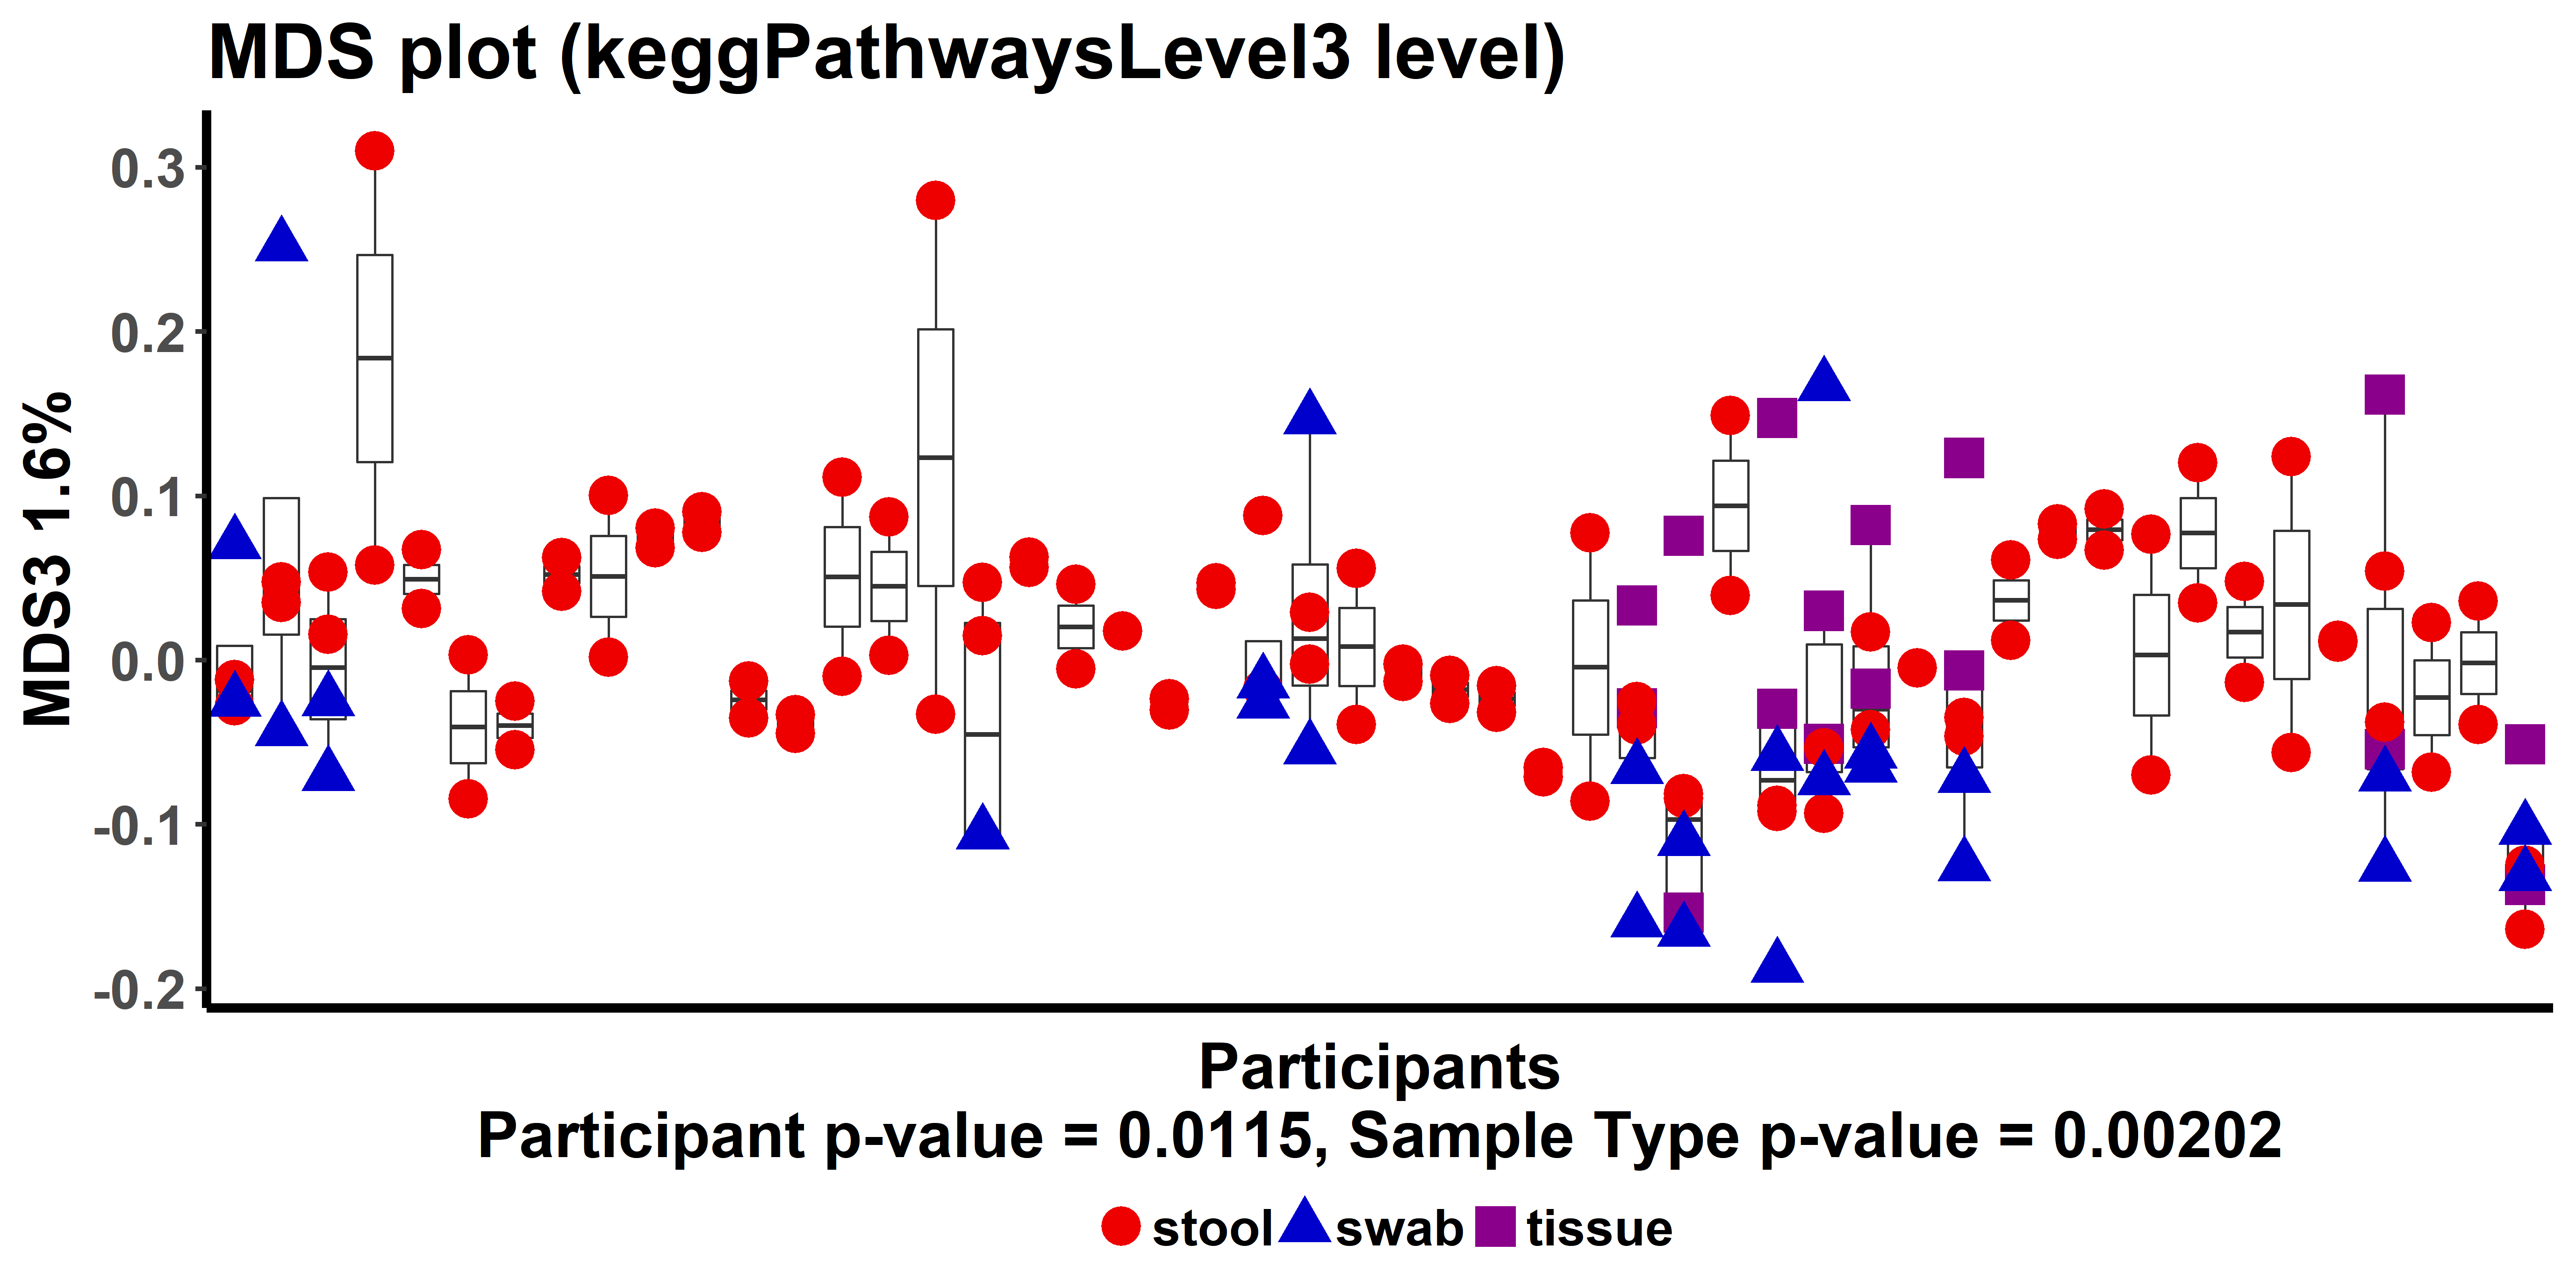 MDS plot (keggPathwaysLevel3 level)
MDS3 1.6%
0.3
0.2
0.1
0.0
-0.1
-0.2
Participants
Participant p-value = 0.0115, Sample Type p-value = 0.00202
stool swab tissue